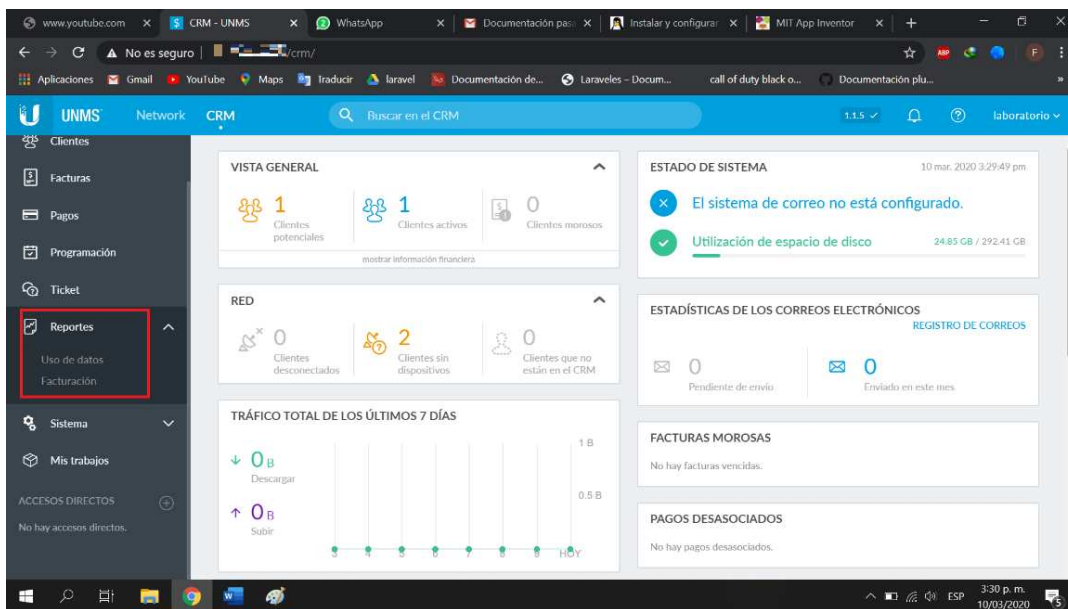 www.youtube.com
CRM - UNMS
WhatsApp
Documentación pas
Instalar y configurar
MIT App Inventor
No es seguro
/crm/
Aplicaciones
Gmail
YouTube
Maps
Traducir
laravel
Documentación de...
Laraveles – Docum...
call of duty black o...
Documentación plu...
UNMS
Network
CRM
Buscar en el CRM
1.1.5
laboratorio
Clientes
Facturas
Pagos
Programación
Ticket
Reportes
Uso de datos
Facturación
Sistema
Mis trabajos
ACCESOS DIRECTOS
No hay accesos directos.
VISTA GENERAL
1
Clientes
potenciales
1
Clientes activos
0
Clientes morosos
mostrar información financiera
RED
0
Clientes
desconectados
2
Clientes sin
dispositivos
0
Clientes que no
están en el CRM
TRÁFICO TOTAL DE LOS ÚLTIMOS 7 DÍAS
0 B
Descargar
0 B
Subir
1 B
0.5 B
3 4 5 6 7 8 9 HOY
ESTADO DE SISTEMA
10 mar. 2020 3:29:49 pm
El sistema de correo no está configurado.
Utilización de espacio de disco
24.85 GB / 292.41 GB
ESTADÍSTICAS DE LOS CORREOS ELECTRÓNICOS
REGISTRO DE CORREOS
0
Pendiente de envío
0
Enviado en este mes
FACTURAS MOROSAS
No hay facturas vencidas.
PAGOS DESASOCIADOS
No hay pagos desasociados.
ESP
3:30 p. m.
10/03/2020